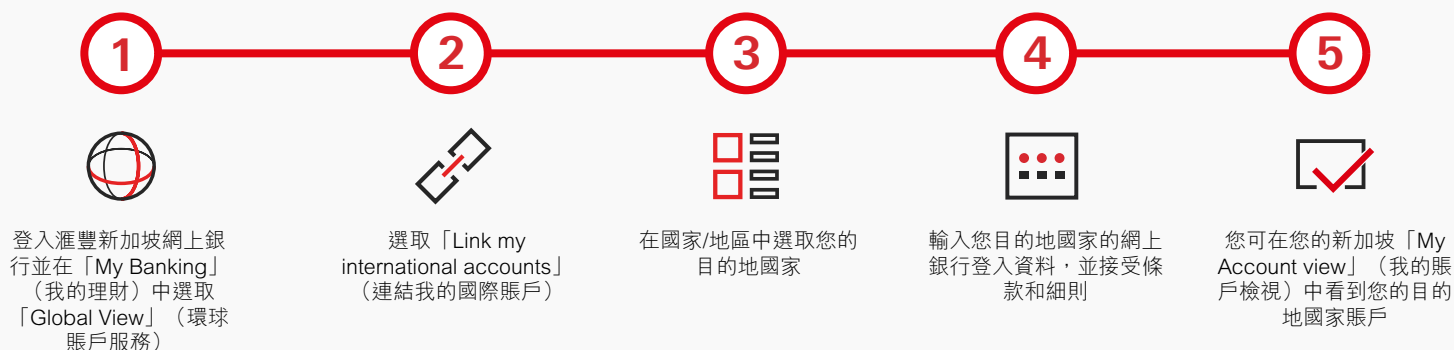 1
2
3
4
5
登入滙豐新加坡網上銀
行並在「My Banking」
（我的理財）中選取
「Global View」（環球
賬戶服務）
選取「Link my
international accounts」
（連結我的國際賬戶）
在國家/地區中選取您的
目的地國家
輸入您目的地國家的網上
銀行登入資料，並接受條
款和細則
您可在您的新加坡「My
Account view」（我的賬
戶檢視）中看到您的目的
地國家賬戶